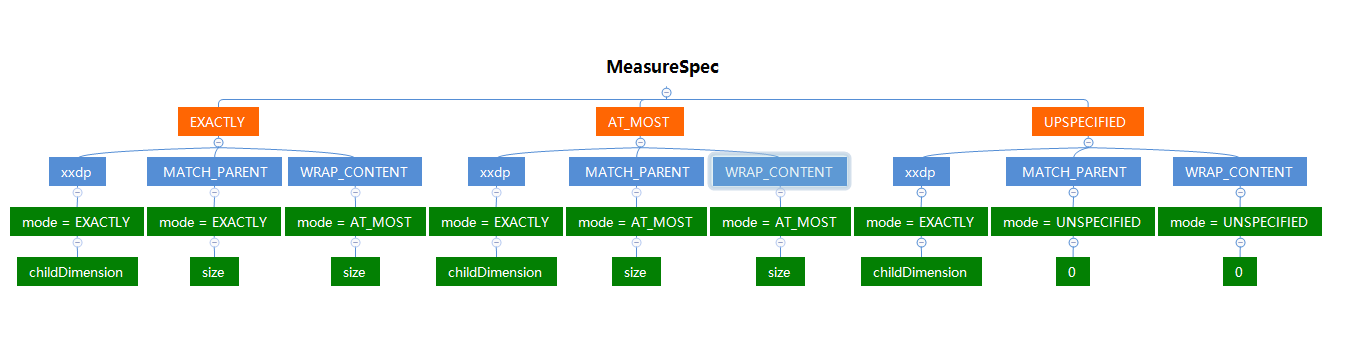 MeasureSpec
EXACTLY AT_MOST UPSPECIFIED
xxdp MATCH_PARENT WRAP_CONTENT xxdp MATCH_PARENT WRAP_CONTENT xxdp MATCH_PARENT WRAP_CONTENT
mode = EXACTLY mode = EXACTLY mode = AT_MOST mode = EXACTLY mode = AT_MOST mode = AT_MOST mode = EXACTLY mode = UNSPECIFIED mode = UNSPECIFIED
childDimension size size childDimension size size childDimension 0 0